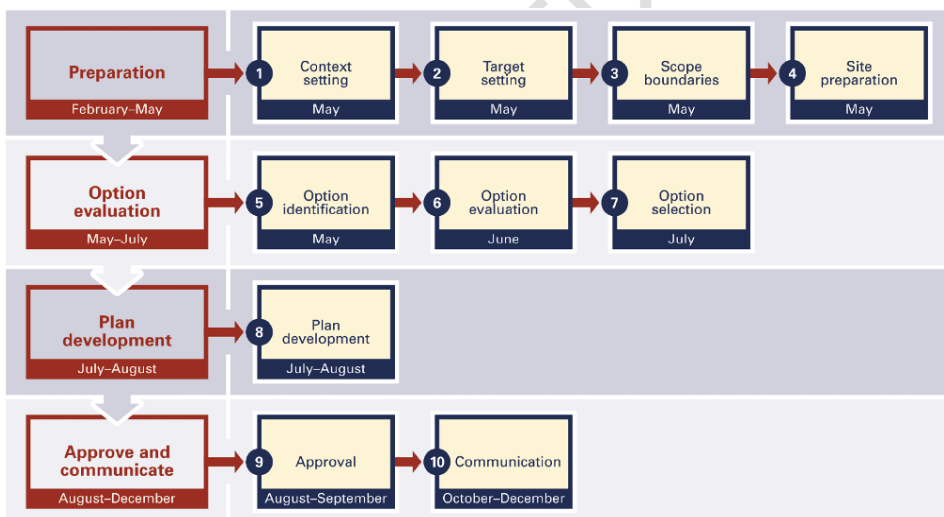 Preparation
February–May
1
Context
setting
May
2
Target
setting
May
3
Scope
boundaries
May
4
Site
preparation
May
Option
evaluation
May–July
5
Option
identification
May
6
Option
evaluation
June
7
Option
selection
July
Plan
development
July–August
8
Plan
development
July–August
Approve and
communicate
August–December
9
Approval
August–September
10
Communication
October–December